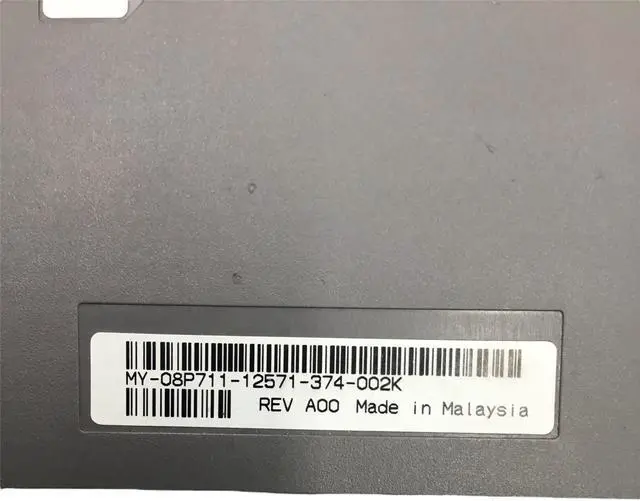 MY-08P711-12571-374-002K
REV A00 Made in Malaysia